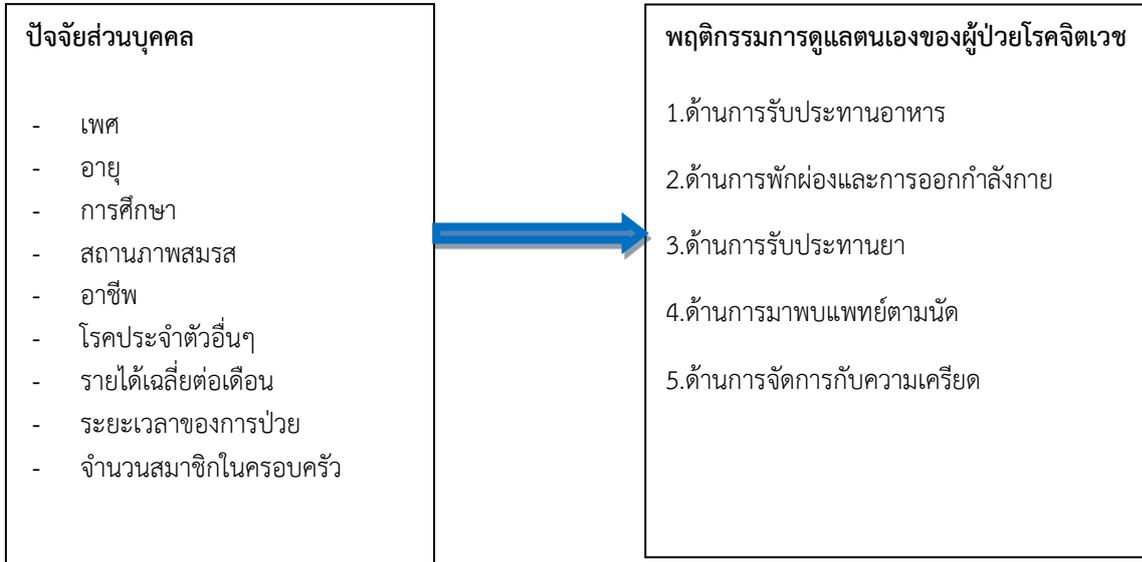 ปัจจัยส่วนบุคคล
- เพศ
- อายุ
- การศึกษา
- สถานภาพสมรส
- อาชีพ
- โรคประจำตัวอื่นๆ
- รายได้เฉลี่ยต่อเดือน
- ระยะเวลาของการป่วย
- จำนวนสมาชิกในครอบครัว
พฤติกรรมการดูแลตนเองของผู้ป่วยโรคจิตเวช
1.ด้านการรับประทานอาหาร
2.ด้านการพักผ่องและการออกกำลังกาย
3.ด้านการรับประทานยา
4.ด้านการมาพบแพทย์ตามนัด
5.ด้านการจัดการกับความเครียด